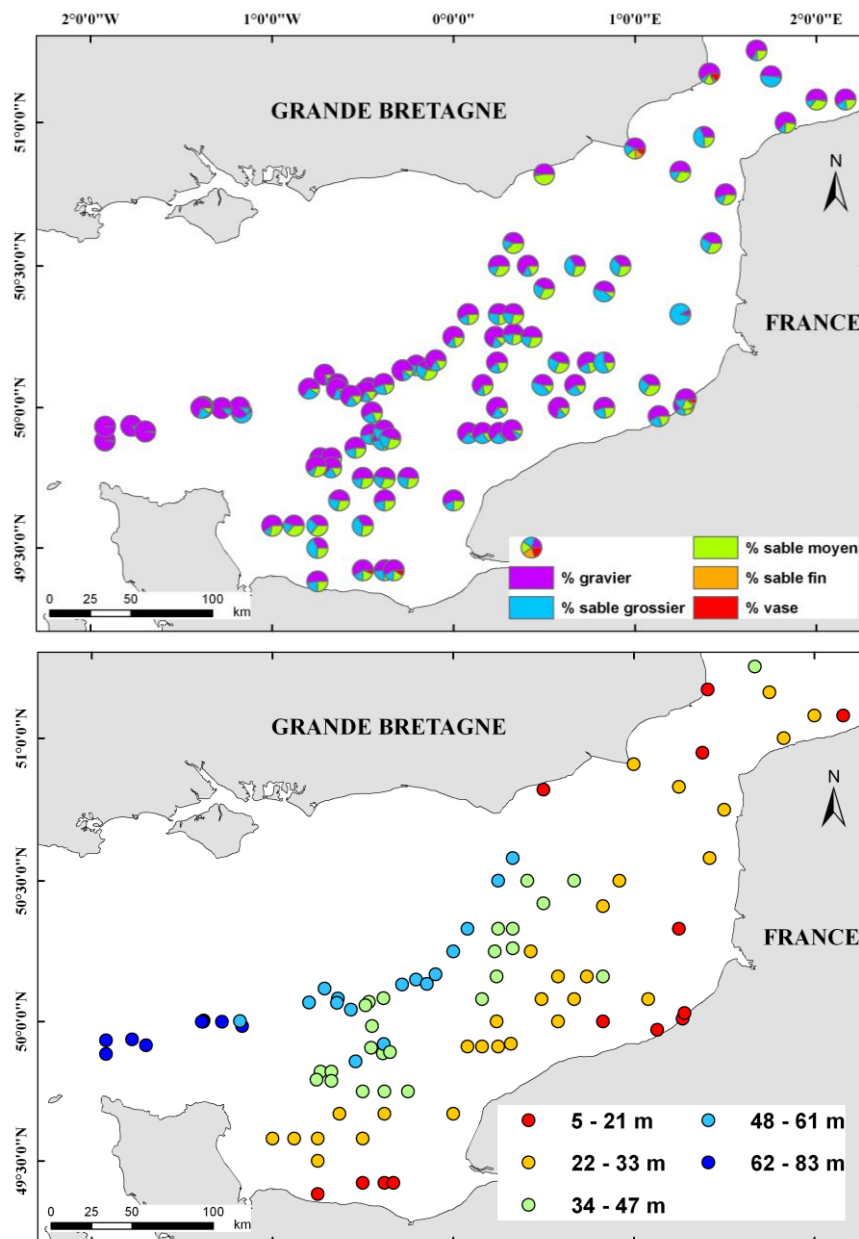 2°0'0"W 1°0'0"W 0°0'0" 1°0'0"E 2°0'0"E
GRANDE BRETAGNE
51°0'0"N
N
50°30'0"N
FRANCE
50°0'0"N
49°30'0"N
% gravier
% sable grossier
% sable moyen
% sable fin
% vase
0 25 50 100
km
GRANDE BRETAGNE
51°0'0"N
N
50°30'0"N
FRANCE
50°0'0"N
49°30'0"N
5 - 21 m
22 - 33 m
34 - 47 m
48 - 61 m
62 - 83 m
0 25 50 100
km